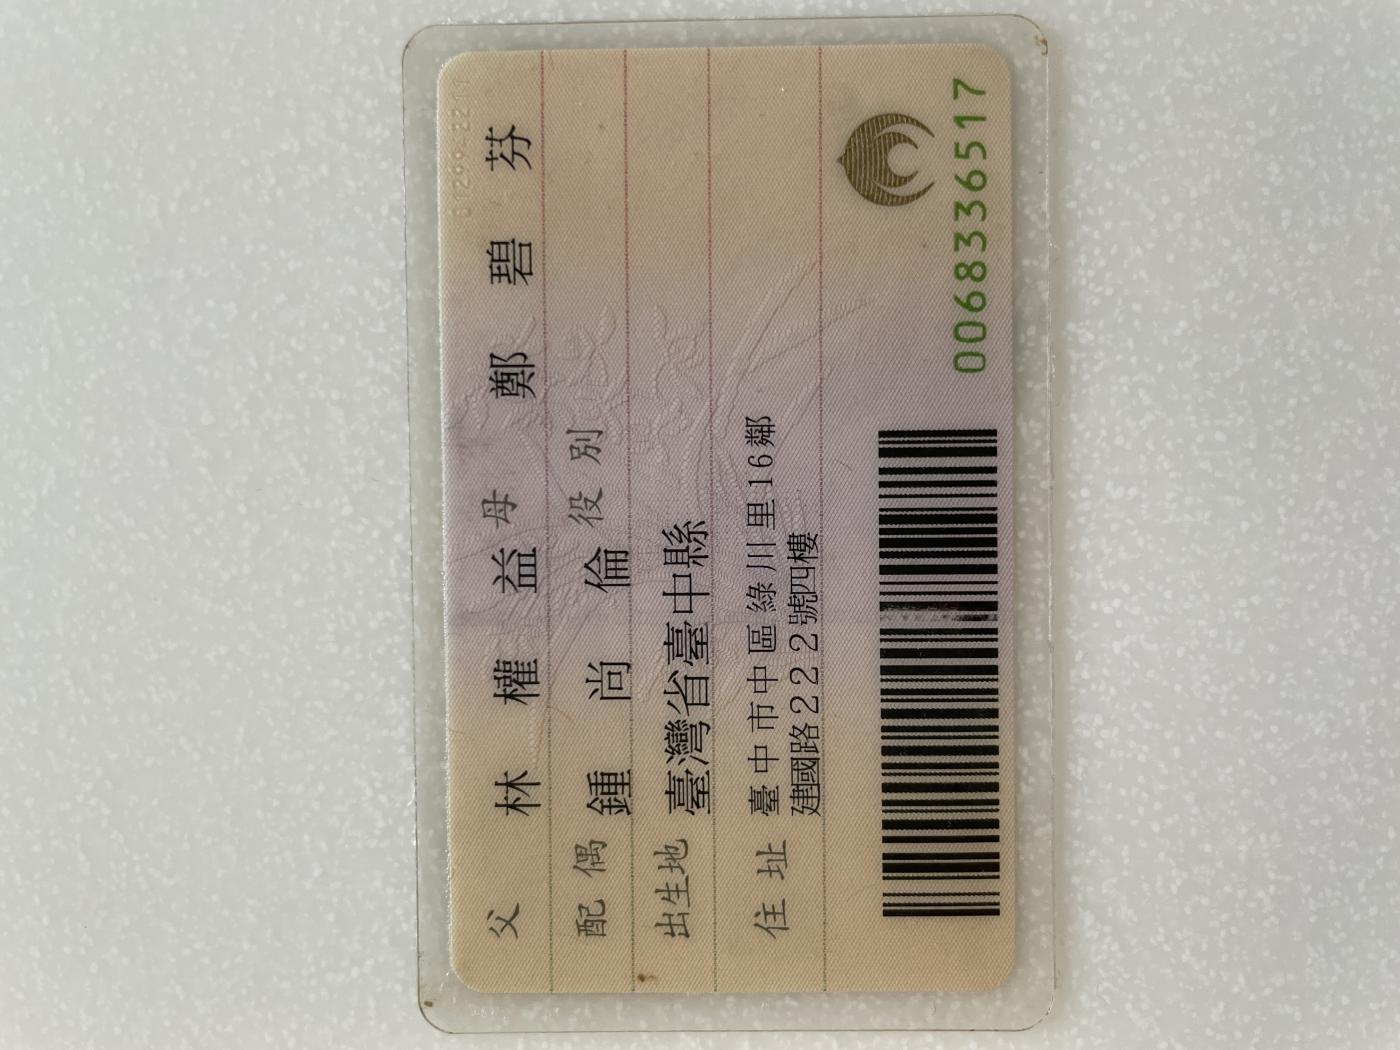 父 林權益 母 鄭碧芬
配偶 鍾尚倫 役別
出生地 臺灣省臺中縣
住址 臺中市中區綠川里16鄰
建國路222號四樓
0068336517